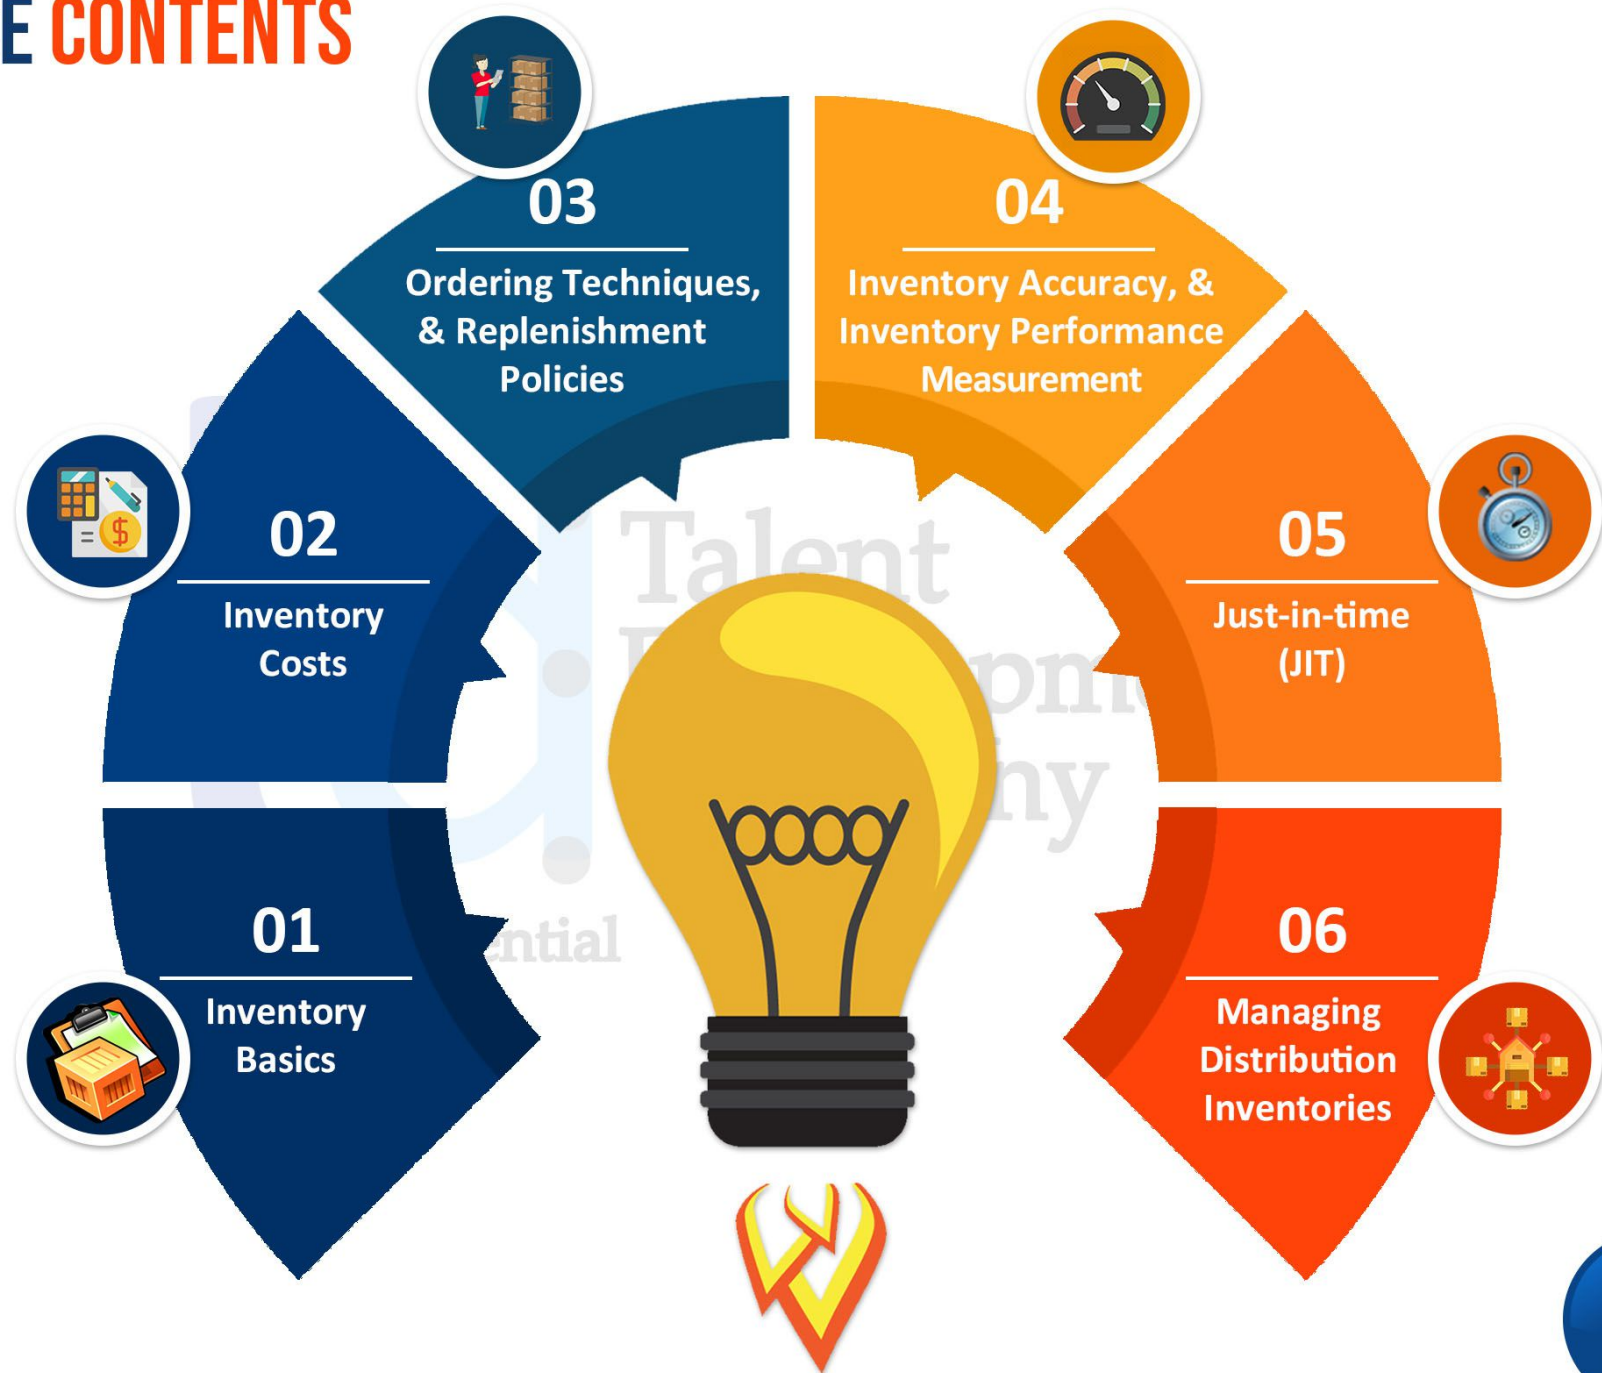 E CONTENTS
03
Ordering Techniques,
& Replenishment
Policies
04
Inventory Accuracy, &
Inventory Performance
Measurement
02
Inventory
Costs
05
Just-in-time
(JIT)
01
Inventory
Basics
06
Managing
Distribution
Inventories
Talent